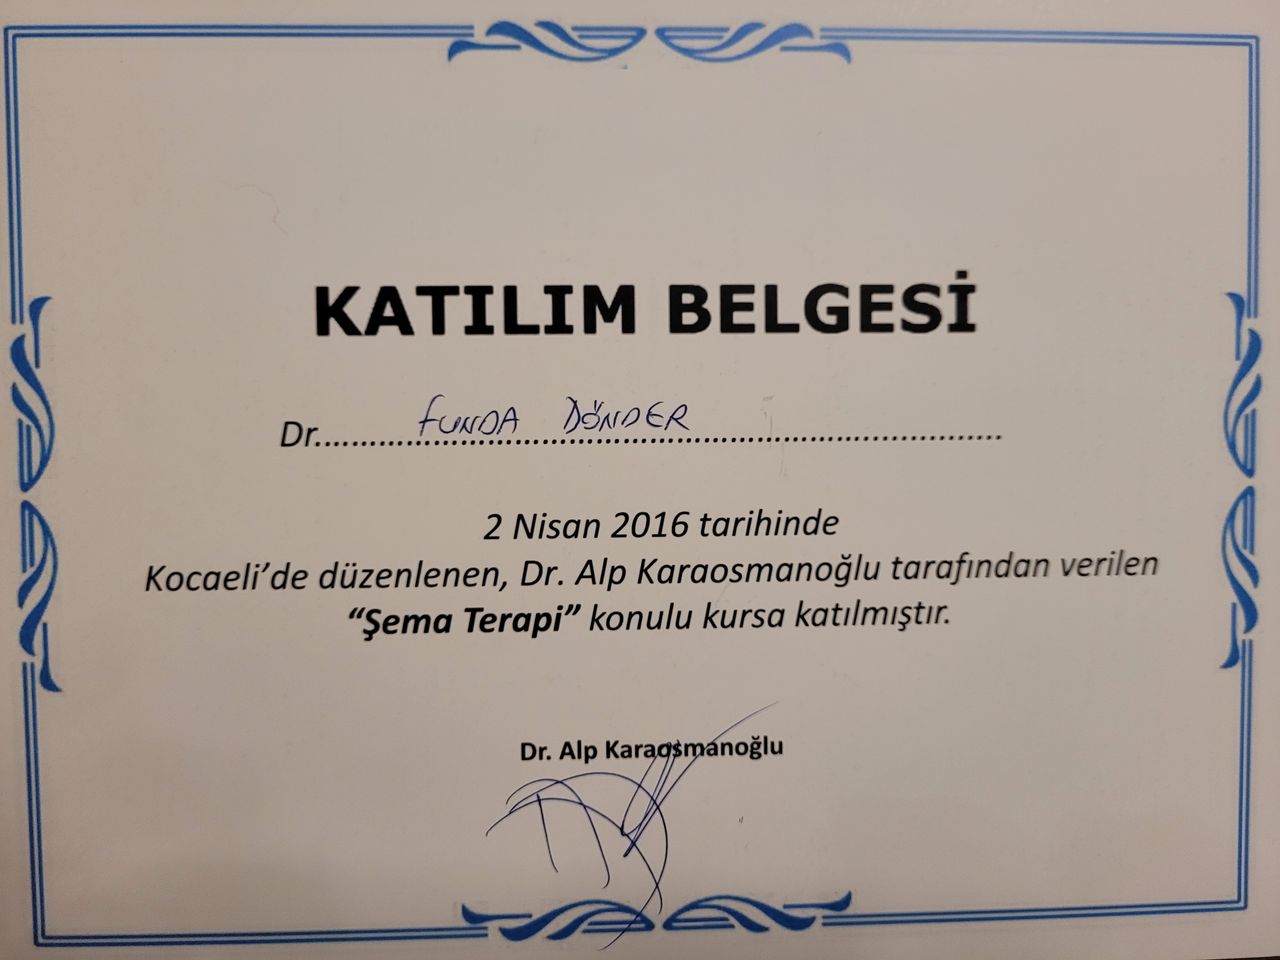 KATILIM BELGESİ
Dr. FUNDA DÖNDER
2 Nisan 2016 tarihinde
Kocaeli’de düzenlenen, Dr. Alp Karaosmanoğlu tarafından verilen
“Şema Terapi” konulu kursa katılmıştır.
Dr. Alp Karaosmanoğlu